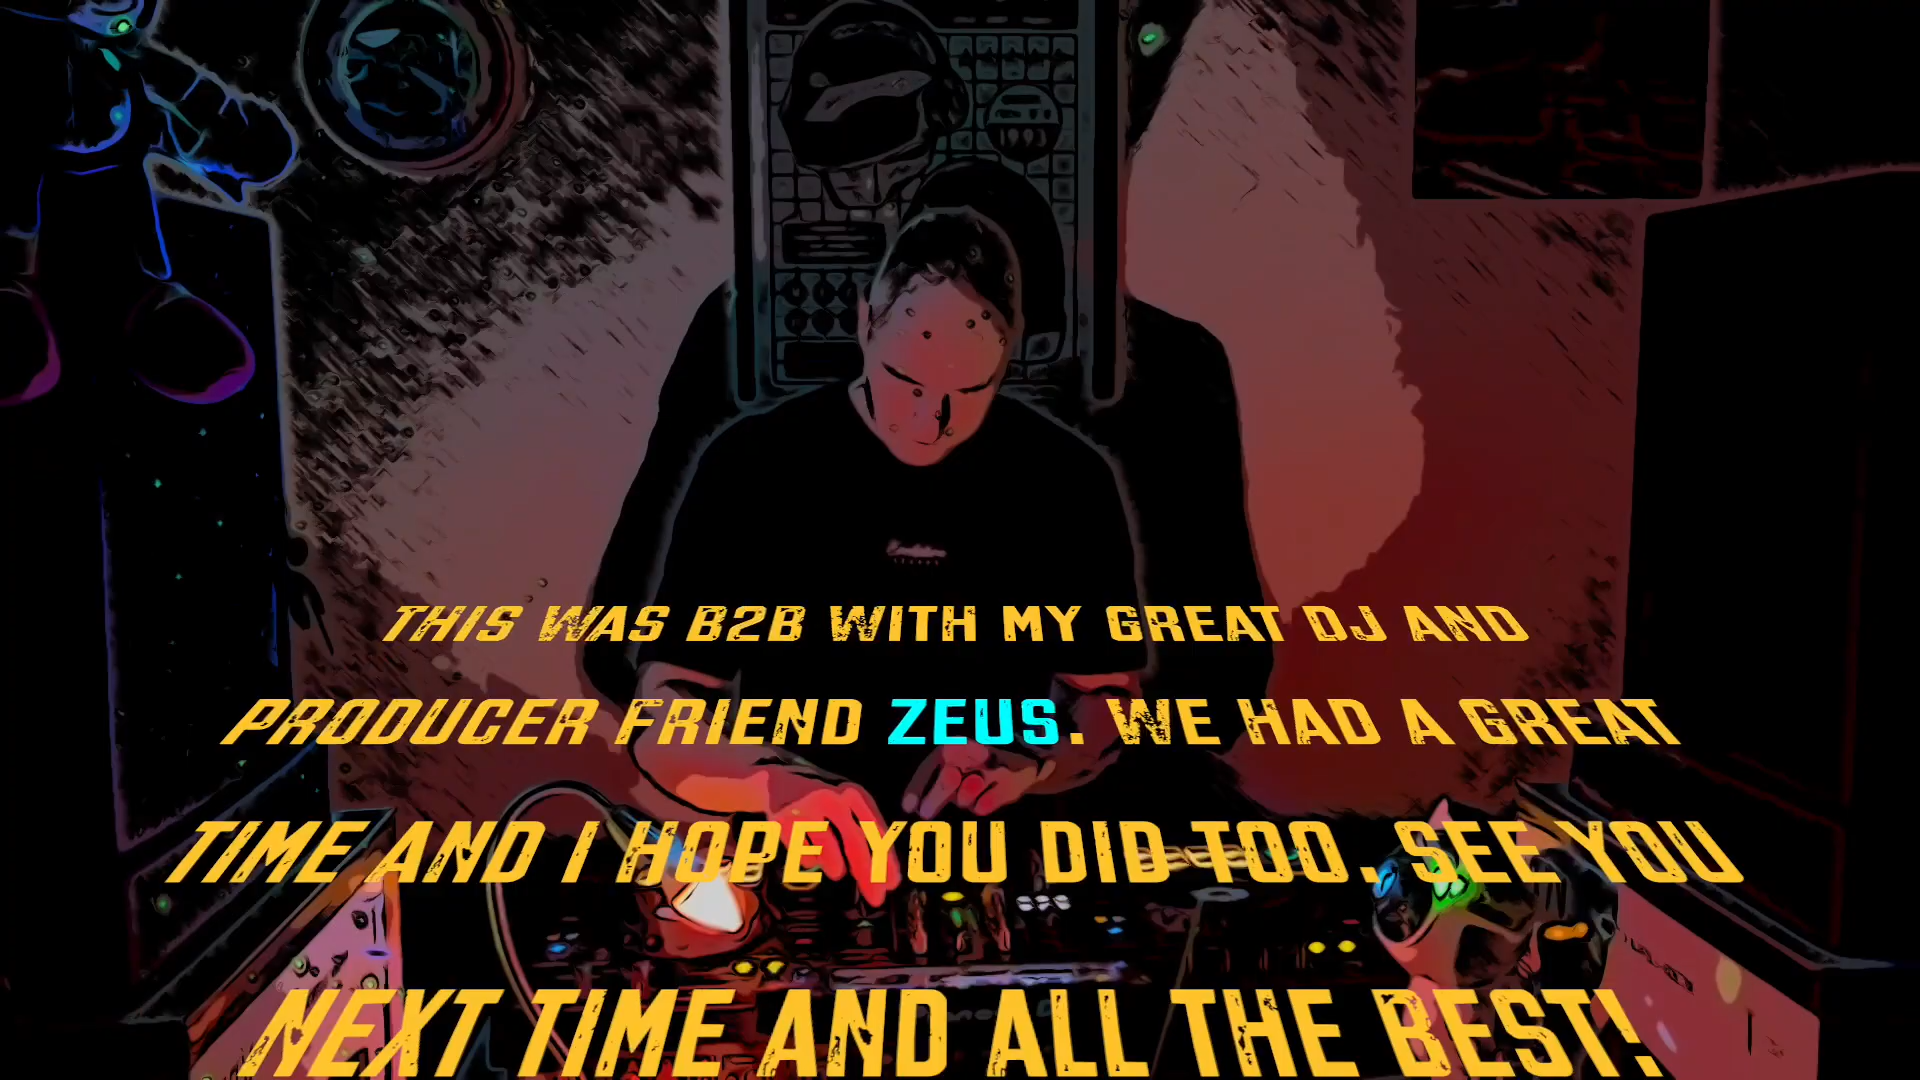 THIS WAS B2B WITH MY GREAT DJ AND
PRODUCER FRIEND ZEUS. WE HAD A GREAT
TIME AND I HOPE YOU DID TOO. SEE YOU
NEXT TIME AND ALL THE BEST!